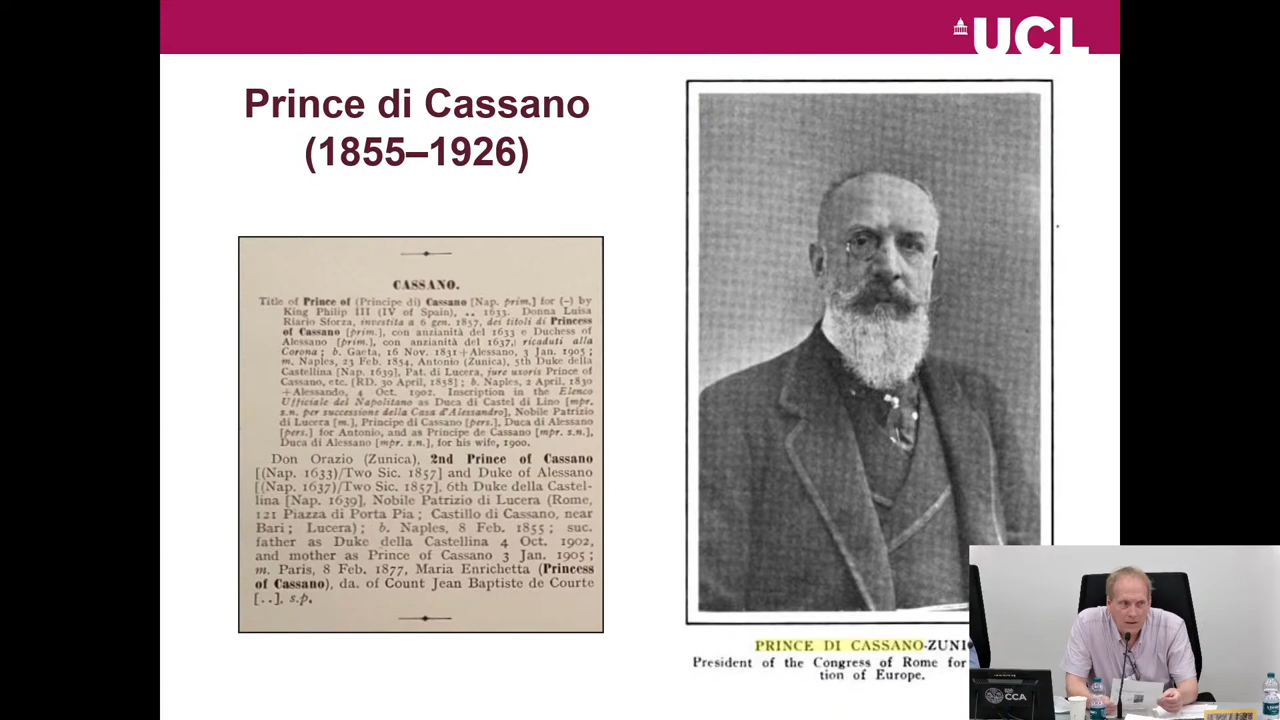 UCL
Prince di Cassano
(1855–1926)
CASSANO.
Title of Prince of (Principe di) Cassano [Nap. prim.] for (–) by
King Philip III (IV of Spain), .. 1633. Donna Luisa
Riario Sforza, investita a 6 gen. 1857, dei titoli di Princess
of Cassano [prim.], con anzianità del 1633 e Duchess of
Alessano [prim.], con anzianità del 1637,) ricaduti alla
Corona; b. Gaeta, 16 Nov. 1831+Alessano, 3 Jan. 1905;
m. Naples, 23 Feb. 1854, Antonio (Zunica), 5th Duke della
Castellina [Nap. 1639], Pat. di Lucera, jure uxoris Prince of
Cassano, etc. [RD. 30 April, 1858]; b. Naples, 2 April, 1830
+Alessando, 4 Oct. 1902. Inscription in the Elenco
Uffiziale del Napolitano as Duca di Castel di Lino [mpr.
s.n. per successione della Casa d'Alessandro], Nobile Patrizio
di Lucera [m.], Principe di Cassano [pers.], Duca di Alessano
[pers.] for Antonio, and as Principe de Cassano [mpr. s.n.],
Duca di Alessano [mpr. s.n.], for his wife, 1900.
Don Orazio (Zunica), 2nd Prince of Cassano
[(Nap. 1633)/Two Sic. 1857] and Duke of Alessano
[(Nap. 1637)/Two Sic. 1857], 6th Duke della Castel-
lina [Nap. 1639], Nobile Patrizio di Lucera (Rome,
121 Piazza di Porta Pia; Castillo di Cassano, near
Bari; Lucera); b. Naples, 8 Feb. 1855; suc.
father as Duke della Castellina 4 Oct. 1902,
and mother as Prince of Cassano 3 Jan. 1905;
m. Paris, 8 Feb. 1877, Maria Enrichetta (Princess
of Cassano), da. of Count Jean Baptiste de Courte
[..], s.p.
PRINCE DI CASSANO-ZUNI
President of the Congress of Rome for
tion of Europe.
CCA